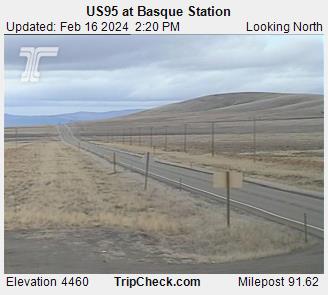 US95 at Basque Station
Updated: Feb 16 2024 2:20 PM Looking North
Elevation 4460 TripCheck.com Milepost 91.62